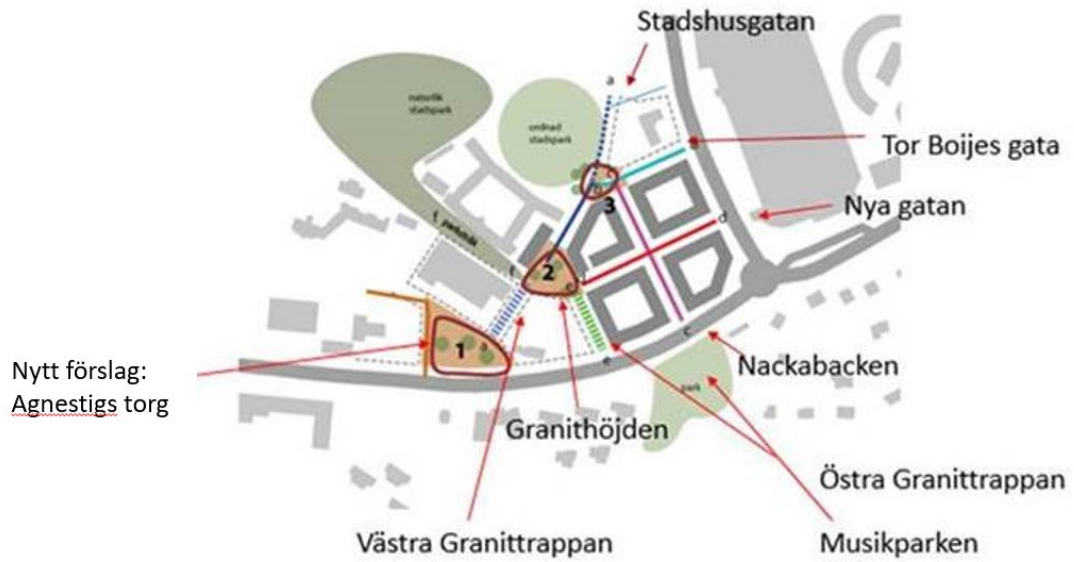 Stadshusgatan
a
naturlik
stadspark
ordnad
stadspark
Tor Boijes gata
3
Nya gatan
d
f
parkstråk
f
2
e
c
1
a
e
Nytt förslag:
Agnestigs torg
park
Nackabacken
Granithöjden
Östra Granittrappan
Västra Granittrappan
Musikparken